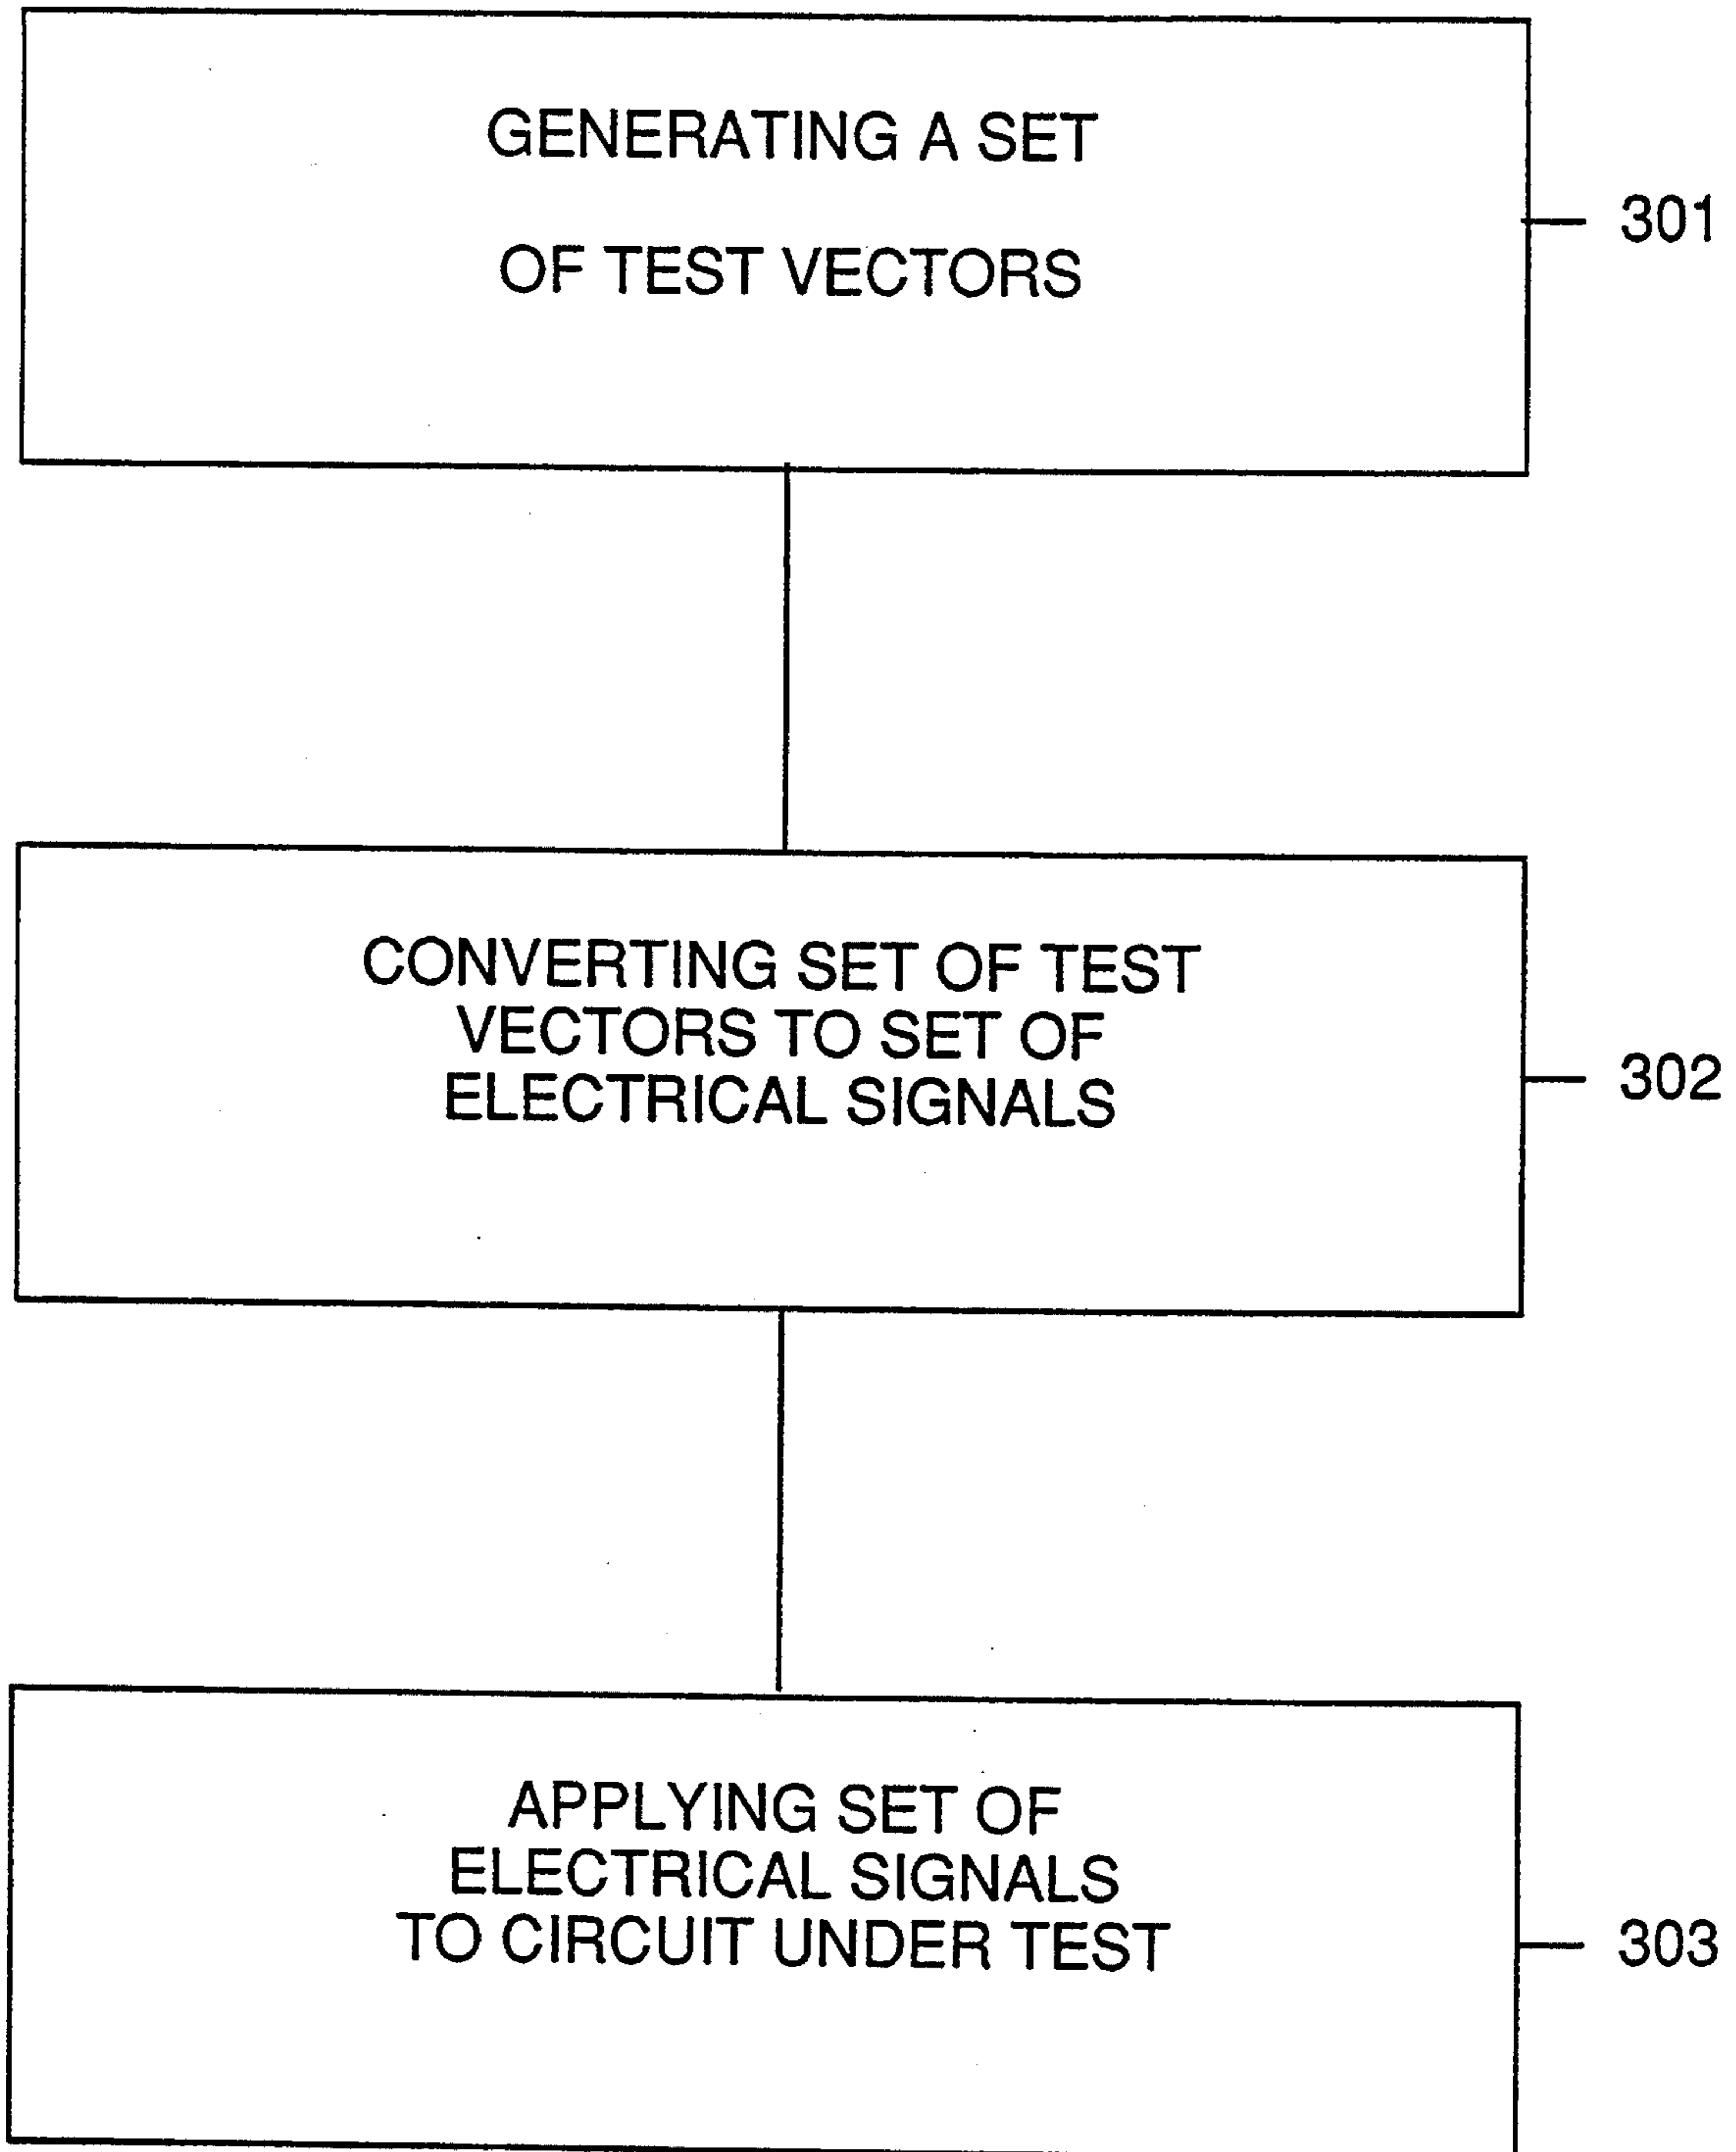 GENERATING A SET
OF TEST VECTORS
301
CONVERTING SET OF TEST
VECTORS TO SET OF
ELECTRICAL SIGNALS
302
APPLYING SET OF
ELECTRICAL SIGNALS
TO CIRCUIT UNDER TEST
303